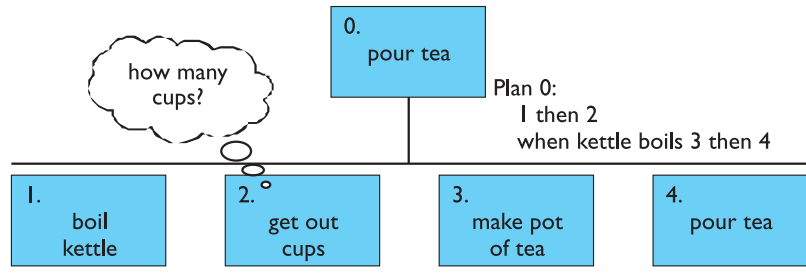 0.
pour tea
how many
cups?
Plan 0:
1 then 2
when kettle boils 3 then 4
1.
boil
kettle
2.
get out
cups
3.
make pot
of tea
4.
pour tea